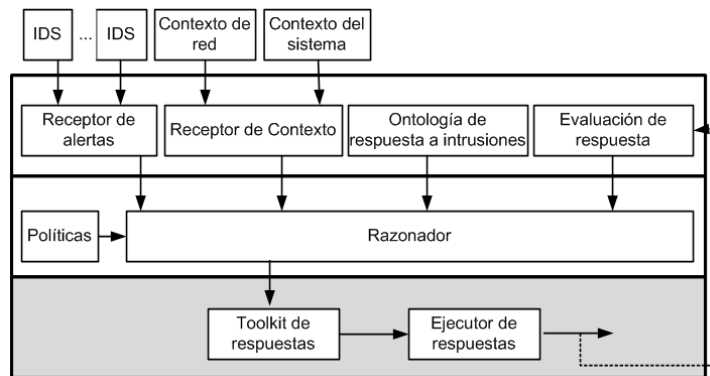 IDS ... IDS
Contexto de
red
Contexto del
sistema
Receptor de
alertas
Receptor de Contexto
Ontología de
respuesta a intrusiones
Evaluación de
respuesta
Políticas
Razonador
Toolkit de
respuestas
Ejecutor de
respuestas